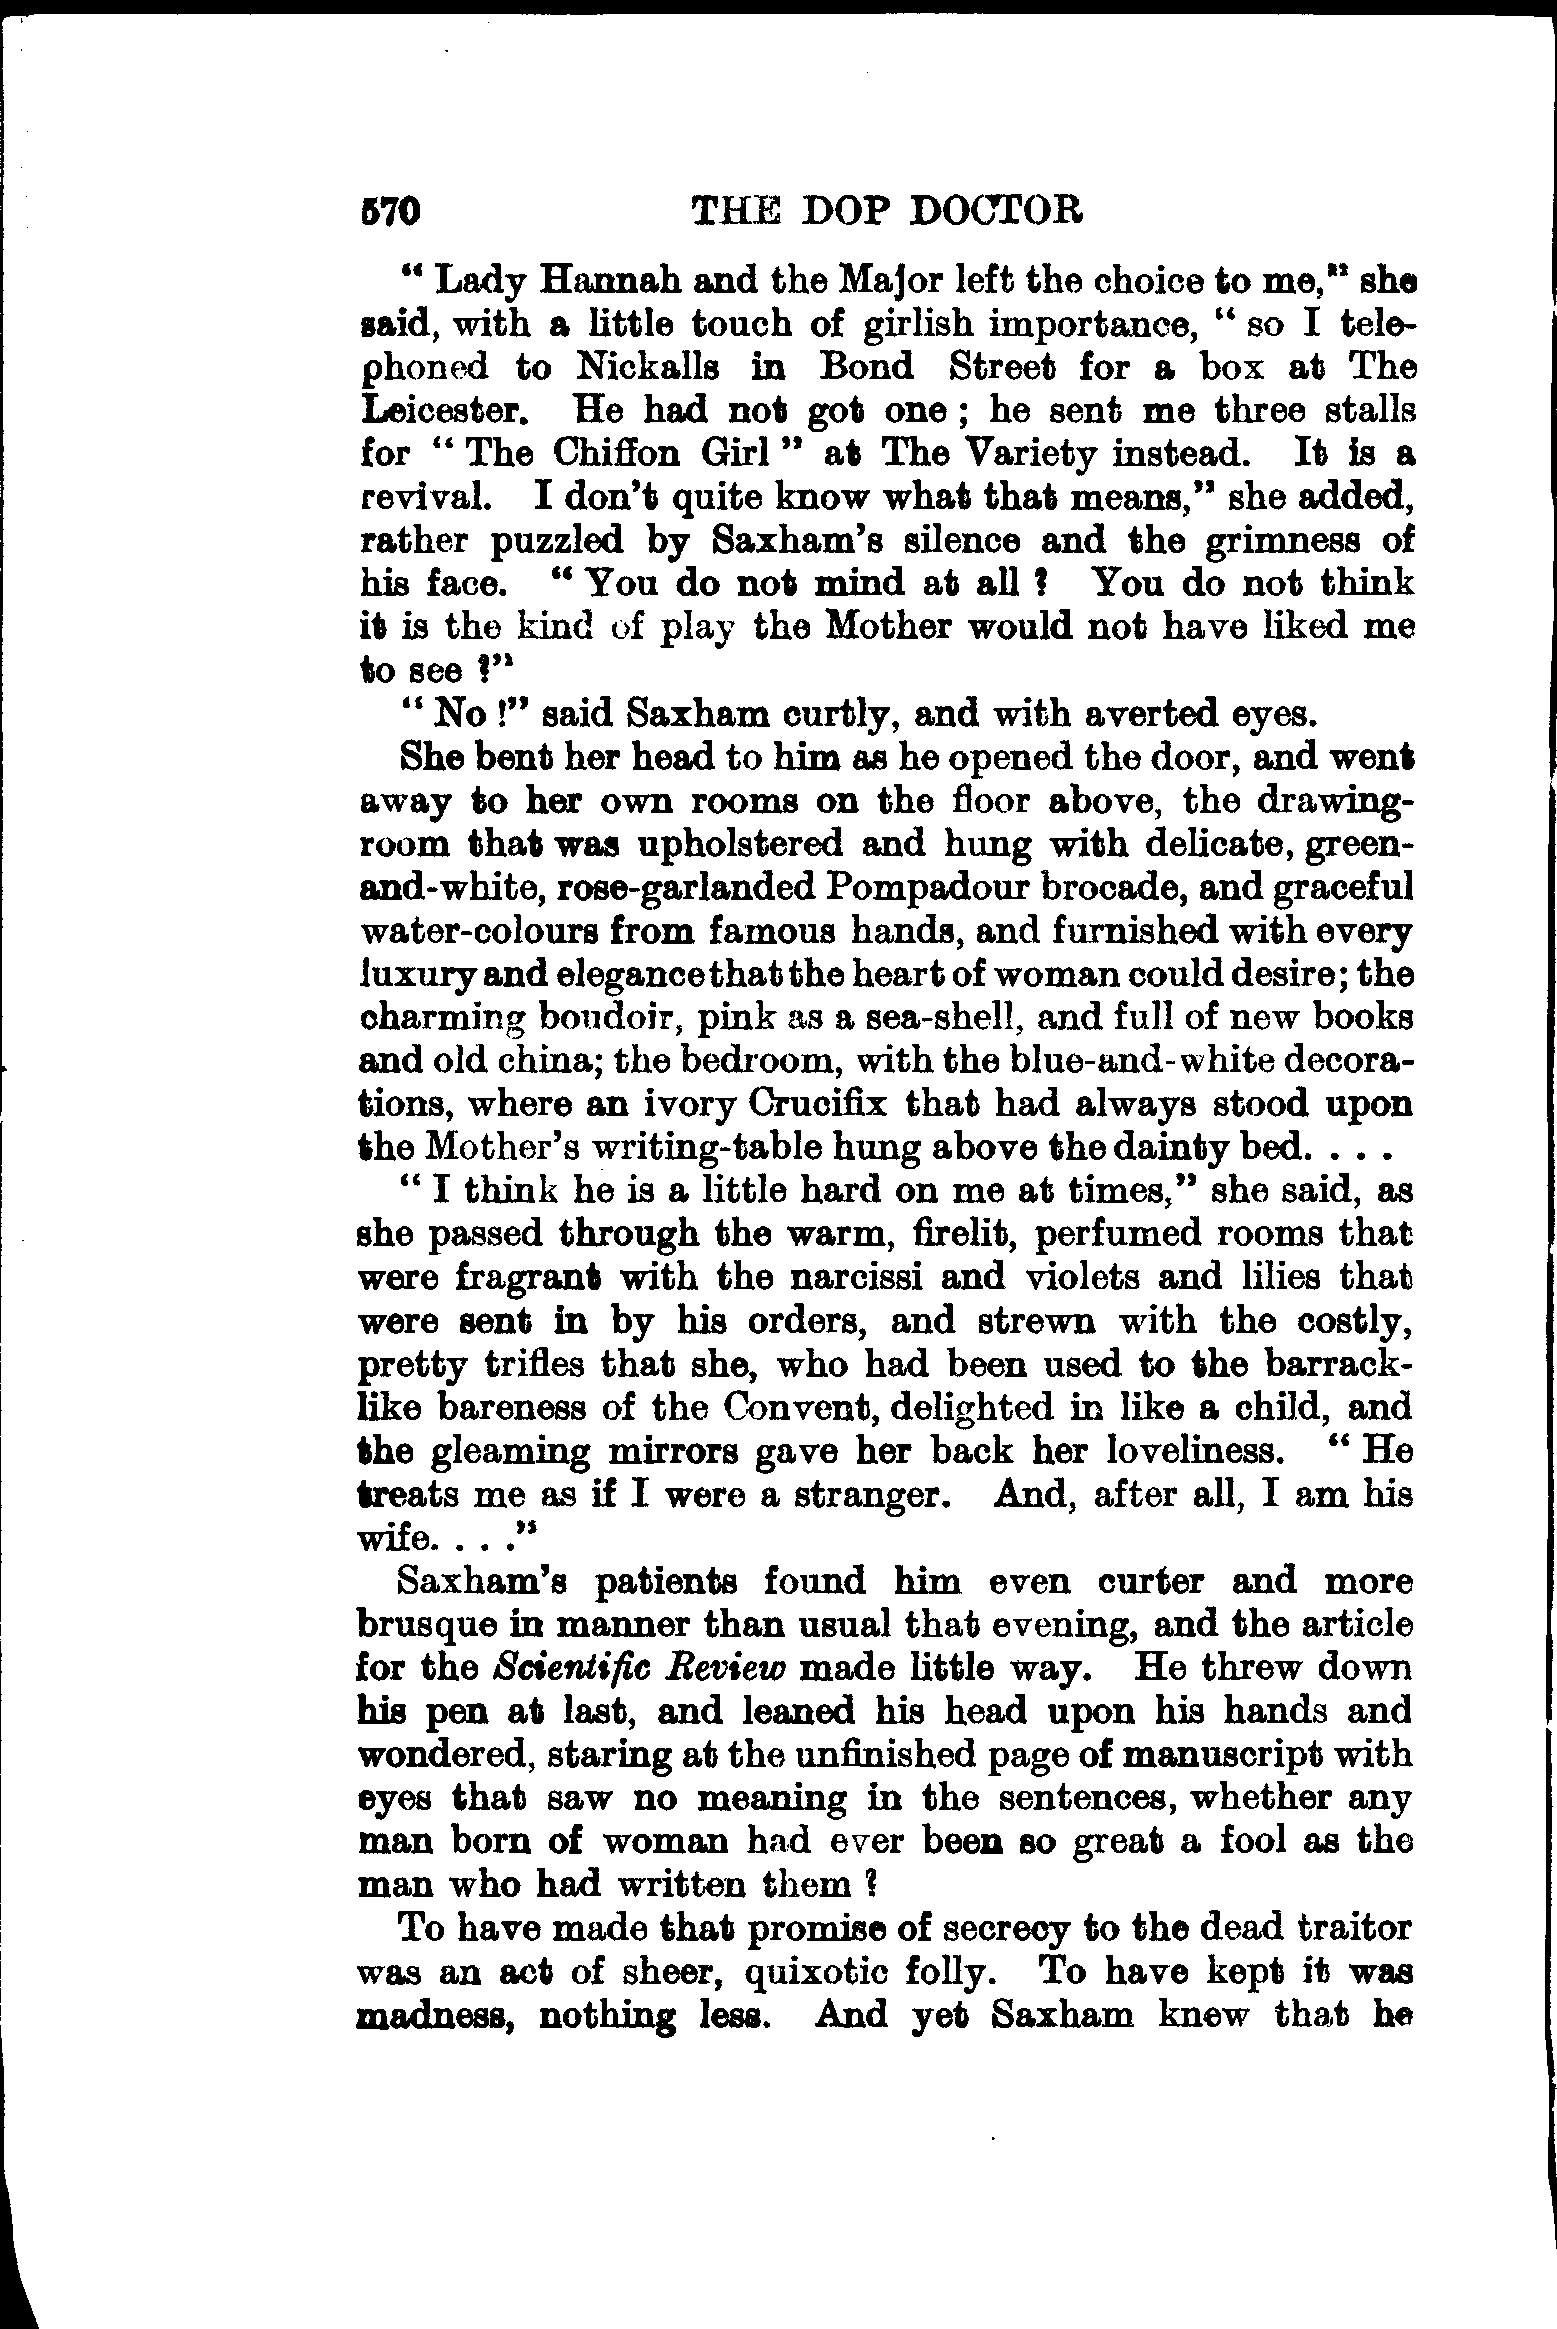 570 THE DOP DOCTOR
“ Lady Hannah and the Major left the choice to me,” she
said, with a little touch of girlish importance, “ so I tele-
phoned to Nickalls in Bond Street for a box at The
Leicester. He had not got one ; he sent me three stalls
for “ The Chiffon Girl ” at The Variety instead. It is a
revival. I don’t quite know what that means,” she added,
rather puzzled by Saxham’s silence and the grimness of
his face. “ You do not mind at all ? You do not think
it is the kind of play the Mother would not have liked me
to see ?”
“ No !” said Saxham curtly, and with averted eyes.
She bent her head to him as he opened the door, and went
away to her own rooms on the floor above, the drawing-
room that was upholstered and hung with delicate, green-
and-white, rose-garlanded Pompadour brocade, and graceful
water-colours from famous hands, and furnished with every
luxury and elegance that the heart of woman could desire; the
charming boudoir, pink as a sea-shell, and full of new books
and old china; the bedroom, with the blue-and-white decora-
tions, where an ivory Crucifix that had always stood upon
the Mother’s writing-table hung above the dainty bed. . . .
“ I think he is a little hard on me at times,” she said, as
she passed through the warm, firelit, perfumed rooms that
were fragrant with the narcissi and violets and lilies that
were sent in by his orders, and strewn with the costly,
pretty trifles that she, who had been used to the barrack-
like bareness of the Convent, delighted in like a child, and
the gleaming mirrors gave her back her loveliness. “ He
treats me as if I were a stranger. And, after all, I am his
wife. . . .”
Saxham’s patients found him even curter and more
brusque in manner than usual that evening, and the article
for the Scientific Review made little way. He threw down
his pen at last, and leaned his head upon his hands and
wondered, staring at the unfinished page of manuscript with
eyes that saw no meaning in the sentences, whether any
man born of woman had ever been so great a fool as the
man who had written them ?
To have made that promise of secrecy to the dead traitor
was an act of sheer, quixotic folly. To have kept it was
madness, nothing less. And yet Saxham knew that he